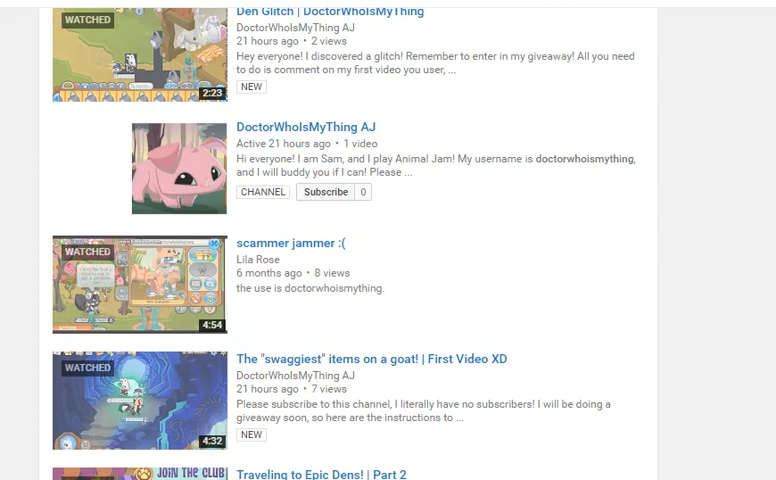 WATCHED
Den Glitch | DoctorWhoIsMyThing
DoctorWhoIsMyThing AJ
21 hours ago • 2 views
Hey everyone! I discovered a glitch! Remember to enter in my giveaway! All you need
to do is comment on my first video you user, ...
NEW
2:23
DoctorWhoIsMyThing AJ
Active 21 hours ago • 1 video
Hi everyone! I am Sam, and I play Animal Jam! My username is doctorwhoismything,
and I will buddy you if I can! Please ...
CHANNEL
Subscribe 0
WATCHED
scammer jammer :(
Lila Rose
6 months ago • 8 views
the use is doctorwhoismything.
4:54
WATCHED
The "swaggiest" items on a goat! | First Video XD
DoctorWhoIsMyThing AJ
21 hours ago • 7 views
Please subscribe to this channel, I literally have no subscribers! I will be doing a
giveaway soon, so here are the instructions to ...
NEW
4:32
JOIN THE CLUB!
Traveling to Epic Dens! | Part 2